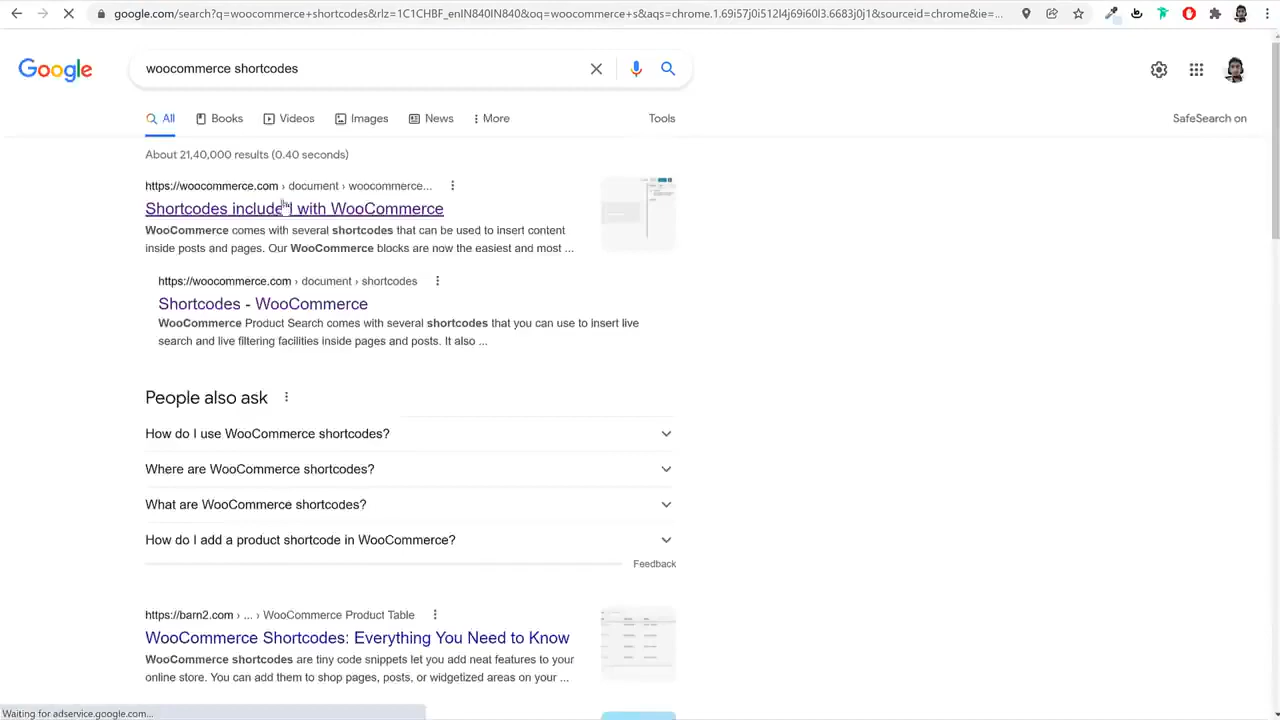 google.com/search?q=woocommerce+shortcodes&rlz=1C1CHBF_enIN840IN840&oq=woocommerce+s&aqs=chrome.1.69i57j0i512l4j69i60l3.6683j0j1&sourceid=chrome&ie=...
Google
woocommerce shortcodes
All
Books
Videos
Images
News
More
Tools
SafeSearch on
About 21,40,000 results (0.40 seconds)
https://woocommerce.com › document › woocommerce...
Shortcodes included with WooCommerce
WooCommerce comes with several shortcodes that can be used to insert content
inside posts and pages. Our WooCommerce blocks are now the easiest and most ...
https://woocommerce.com › document › shortcodes
Shortcodes - WooCommerce
WooCommerce Product Search comes with several shortcodes that you can use to insert live
search and live filtering facilities inside pages and posts. It also ...
People also ask
How do I use WooCommerce shortcodes?
Where are WooCommerce shortcodes?
What are WooCommerce shortcodes?
How do I add a product shortcode in WooCommerce?
Feedback
https://barn2.com › ... › WooCommerce Product Table
WooCommerce Shortcodes: Everything You Need to Know
WooCommerce shortcodes are tiny code snippets let you add neat features to your
online store. You can add them to shop pages, posts, or widgetized areas on your ...
Waiting for adservice.google.com...